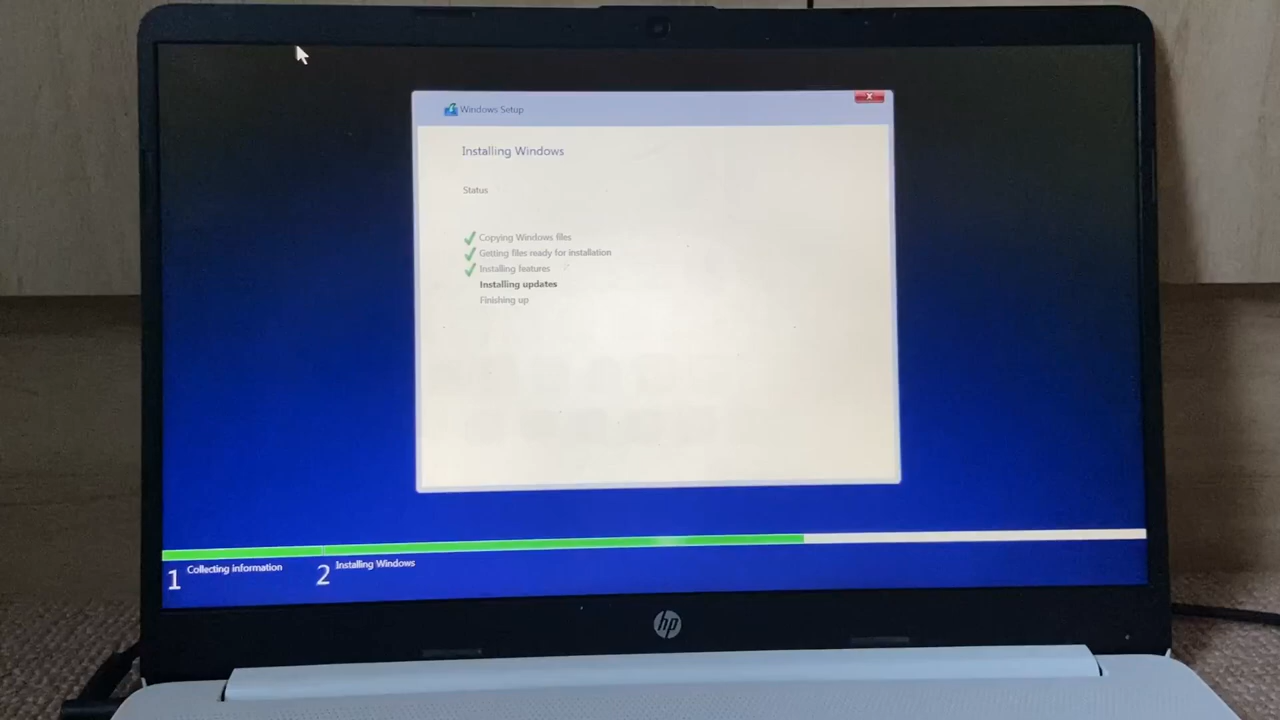 Windows Setup
Installing Windows
Status
Copying Windows files
Getting files ready for installation
Installing features
Installing updates
Finishing up
1 Collecting information
2 Installing Windows
hp